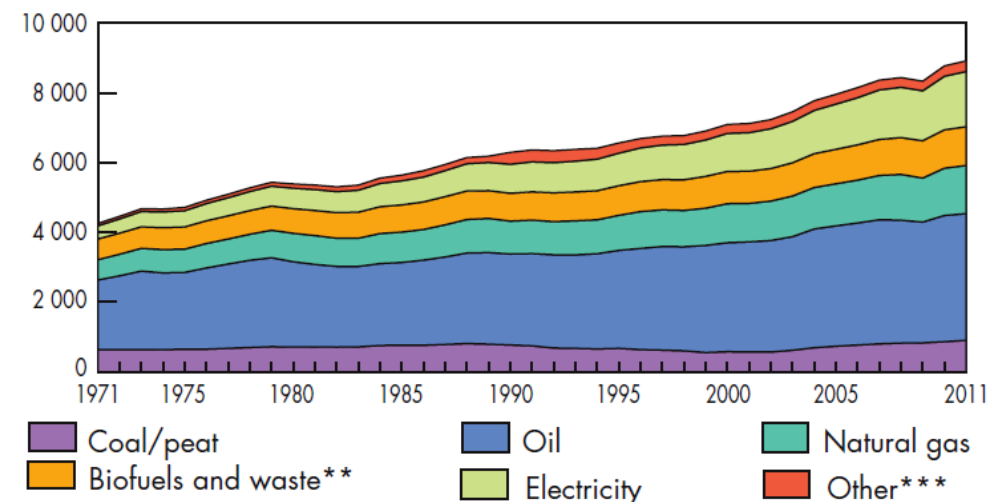 10 000
8 000
6 000
4 000
2 000
0
1971 1975 1980 1985 1990 1995 2000 2005 2011
Coal/peat Oil Natural gas
Biofuels and waste** Electricity Other***